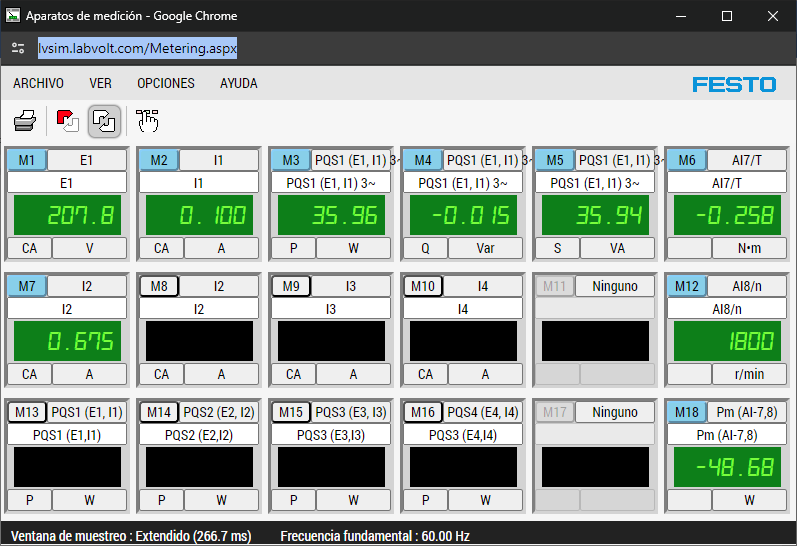 Aparatos de medición - Google Chrome
lvsim.labvolt.com/Metering.aspx
ARCHIVO VER OPCIONES AYUDA
FESTO
M1 E1 M2 I1 M3 PQS1 (E1, I1) 3~ M4 PQS1 (E1, I1) 3~ M5 PQS1 (E1, I1) 3~ M6 AI7/T
E1 I1 PQS1 (E1, I1) 3~ PQS1 (E1, I1) 3~ PQS1 (E1, I1) 3~ AI7/T
207.8 0.100 35.96 -0.015 35.94 -0.258
CA V CA A P W Q Var S VA N•m
M7 I2 M8 I2 M9 I3 M10 I4 M11 Ninguno M12 AI8/n
I2 I2 I3 I4 AI8/n
0.675 1800
CA A CA A CA A CA A r/min
M13 PQS1 (E1, I1) M14 PQS2 (E2, I2) M15 PQS3 (E3, I3) M16 PQS4 (E4, I4) M17 Ninguno M18 Pm (AI-7,8)
PQS1 (E1,I1) PQS2 (E2,I2) PQS3 (E3,I3) PQS3 (E4,I4) Pm (AI-7,8)
-48.68
P W P W P W P W W
Ventana de muestreo : Extendido (266.7 ms) Frecuencia fundamental : 60.00 Hz